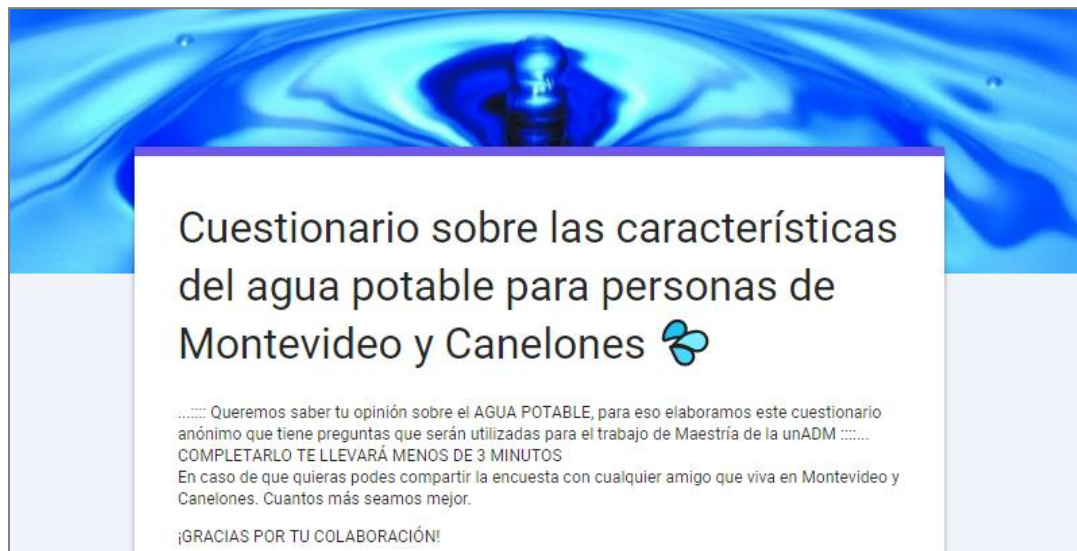 Cuestionario sobre las características
del agua potable para personas de
Montevideo y Canelones 💦
...:::: Queremos saber tu opinión sobre el AGUA POTABLE, para eso elaboramos este cuestionario
anónimo que tiene preguntas que serán utilizadas para el trabajo de Maestría de la unADM ::::...
COMPLETARLO TE LLEVARÁ MENOS DE 3 MINUTOS
En caso de que quieras podes compartir la encuesta con cualquier amigo que viva en Montevideo y
Canelones. Cuantos más seamos mejor.
¡GRACIAS POR TU COLABORACIÓN!